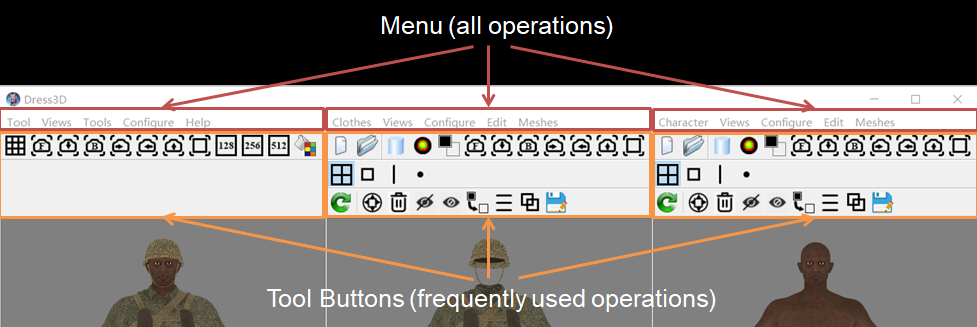 Menu (all operations)
Dress3D
Tool Views Tools Configure Help
Clothes Views Configure Edit Meshes
Character Views Configure Edit Meshes
F B 128 256 512
F B
F B
Tool Buttons (frequently used operations)